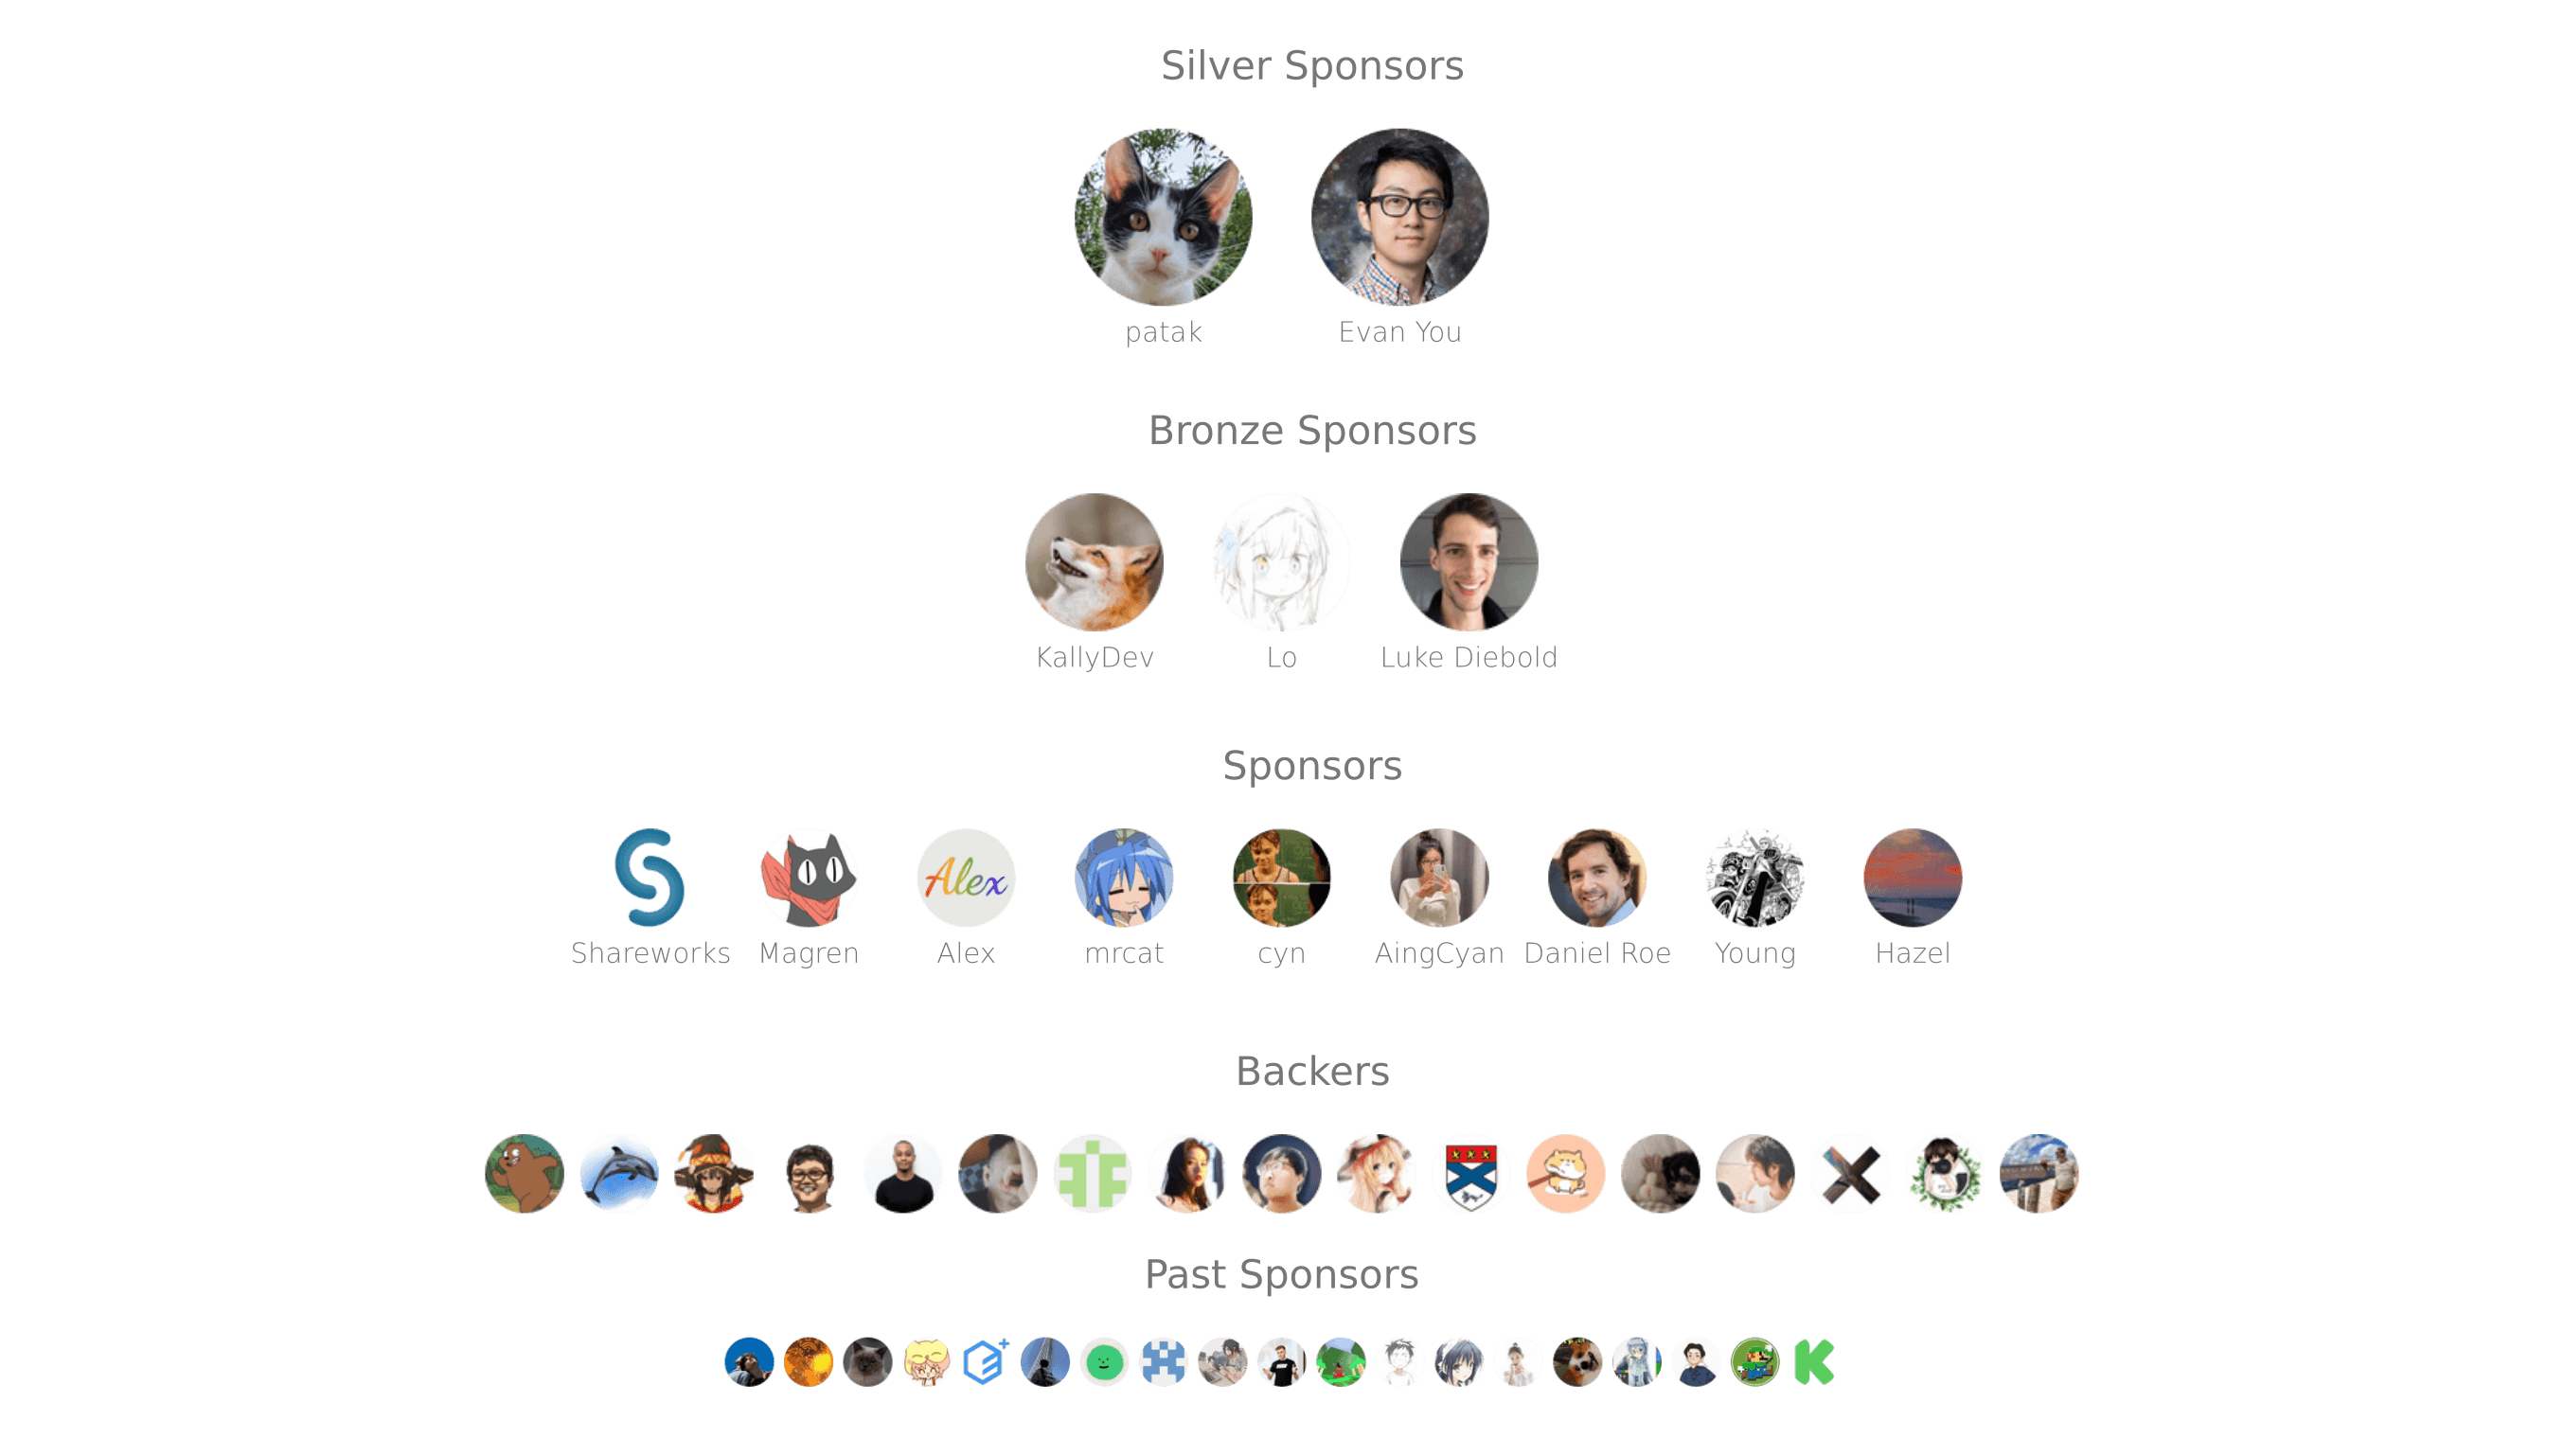 Silver Sponsors
patak Evan You
Bronze Sponsors
KallyDev Lo Luke Diebold
Sponsors
Alex
Shareworks Magren Alex mrcat cyn AingCyan Daniel Roe Young Hazel
Backers
Past Sponsors